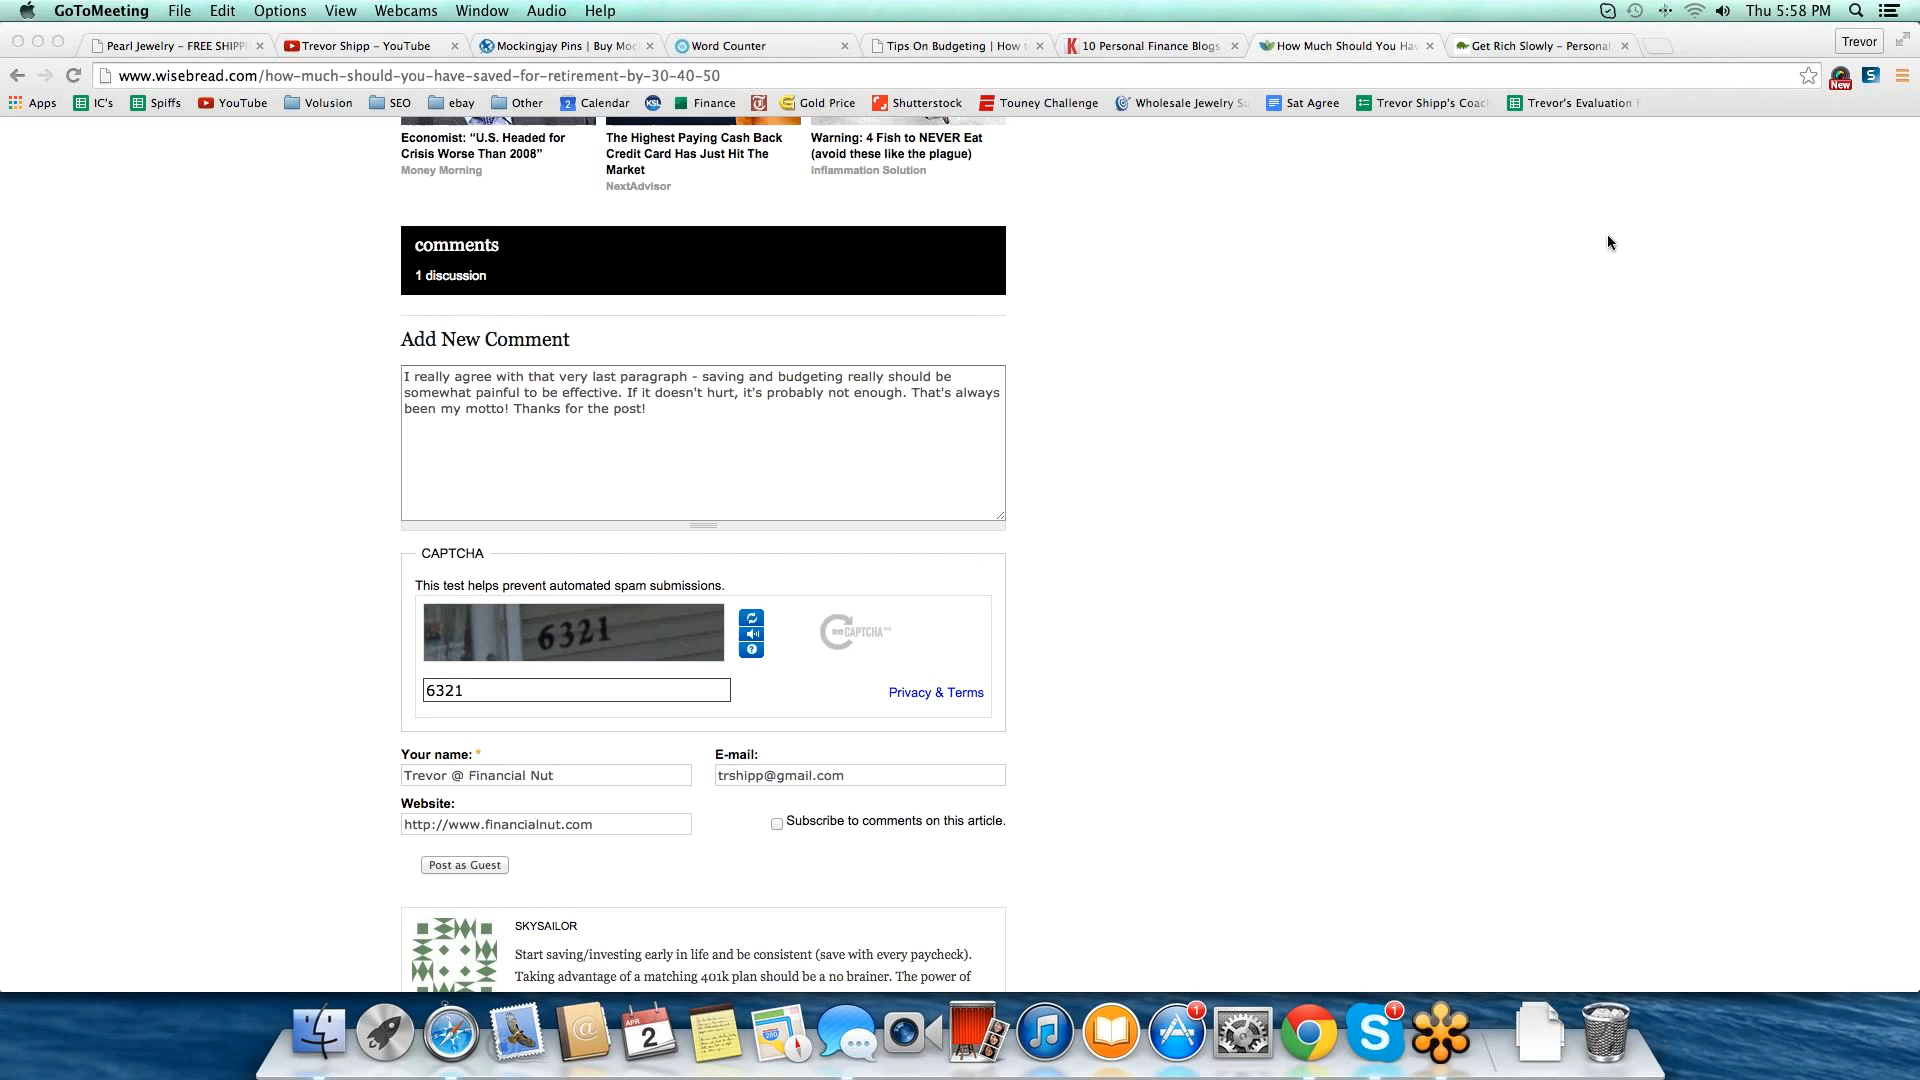 GoToMeeting File Edit Options View Webcams Window Audio Help Thu 5:58 PM
Pearl Jewelry – FREE SHIPPI Trevor Shipp – YouTube Mockingjay Pins | Buy Moc Word Counter Tips On Budgeting | How t 10 Personal Finance Blogs How Much Should You Hav Get Rich Slowly – Personal Trevor
www.wisebread.com/how-much-should-you-have-saved-for-retirement-by-30-40-50
New
Apps IC's Spiffs YouTube Volusion SEO ebay Other Calendar KSL Finance Gold Price Shutterstock Touney Challenge Wholesale Jewelry Su Sat Agree Trevor Shipp's Coac Trevor's Evaluation F
Economist: “U.S. Headed for
Crisis Worse Than 2008”
Money Morning
The Highest Paying Cash Back
Credit Card Has Just Hit The
Market
NextAdvisor
Warning: 4 Fish to NEVER Eat
(avoid these like the plague)
Inflammation Solution
comments
1 discussion
Add New Comment
I really agree with that very last paragraph - saving and budgeting really should be
somewhat painful to be effective. If it doesn't hurt, it's probably not enough. That's always
been my motto! Thanks for the post!
CAPTCHA
This test helps prevent automated spam submissions.
6321
reCAPTCHA™
6321
Privacy & Terms
Your name: *
E-mail:
Trevor @ Financial Nut
trshipp@gmail.com
Website:
http://www.financialnut.com
Subscribe to comments on this article.
Post as Guest
SKYSAILOR
Start saving/investing early in life and be consistent (save with every paycheck).
Taking advantage of a matching 401k plan should be a no brainer. The power of
APR
2
280
1
S
1